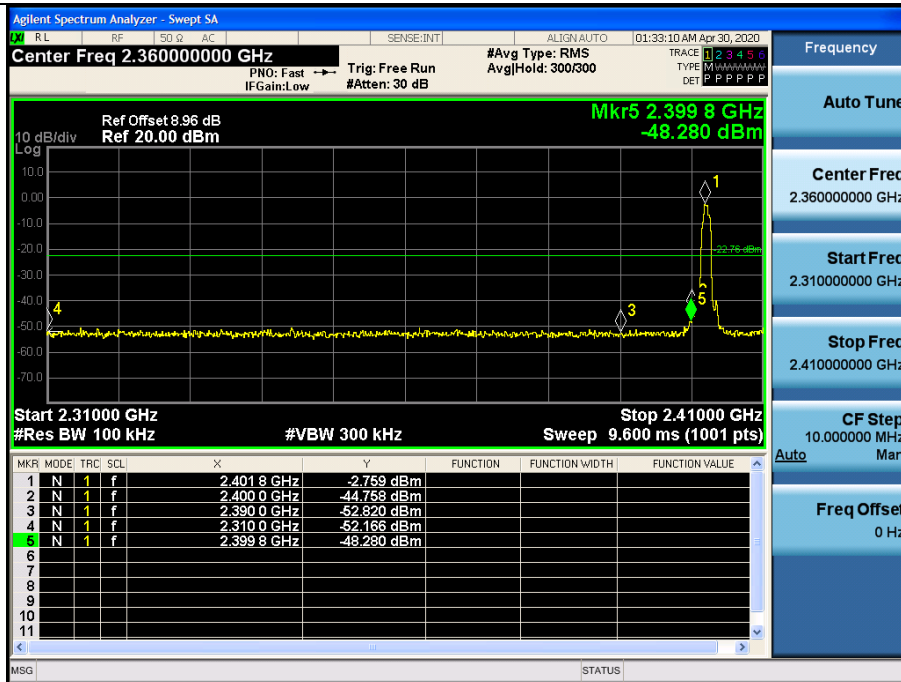 Agilent Spectrum Analyzer - Swept SA
LXI RL RF 50 Ω AC SENSE:INT ALIGN AUTO 01:33:10 AM Apr 30, 2020
Center Freq 2.360000000 GHz
PNO: Fast
IFGain:Low
Trig: Free Run
#Atten: 30 dB
#Avg Type: RMS
Avg|Hold: 300/300
TRACE 1 2 3 4 5 6
TYPE M W W W W W
DET P P P P P P
Mkr5 2.399 8 GHz
-48.280 dBm
Ref Offset 8.96 dB
10 dB/div Ref 20.00 dBm
Log
10.0
0.00
-10.0
-20.0
-30.0
-40.0
-50.0
-60.0
-70.0
1
-22.76 dBm
4
3
5
Start 2.31000 GHz Stop 2.41000 GHz
#Res BW 100 kHz #VBW 300 kHz Sweep 9.600 ms (1001 pts)
MKR MODE TRC SCL X Y FUNCTION FUNCTION WIDTH FUNCTION VALUE
1 N 1 f 2.401 8 GHz -2.759 dBm
2 N 1 f 2.400 0 GHz -44.758 dBm
3 N 1 f 2.390 0 GHz -52.820 dBm
4 N 1 f 2.310 0 GHz -52.166 dBm
5 N 1 f 2.399 8 GHz -48.280 dBm
6
7
8
9
10
11
MSG STATUS
Frequency
Auto Tune
Center Freq
2.360000000 GHz
Start Freq
2.310000000 GHz
Stop Freq
2.410000000 GHz
CF Step
10.000000 MHz
Auto Man
Freq Offset
0 Hz